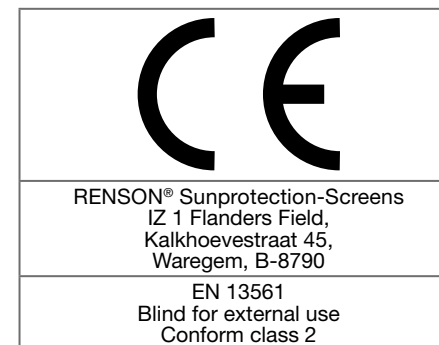 CE
RENSON® Sunprotection-Screens
IZ 1 Flanders Field,
Kalkhoevestraat 45,
Waregem, B-8790
EN 13561
Blind for external use
Conform class 2